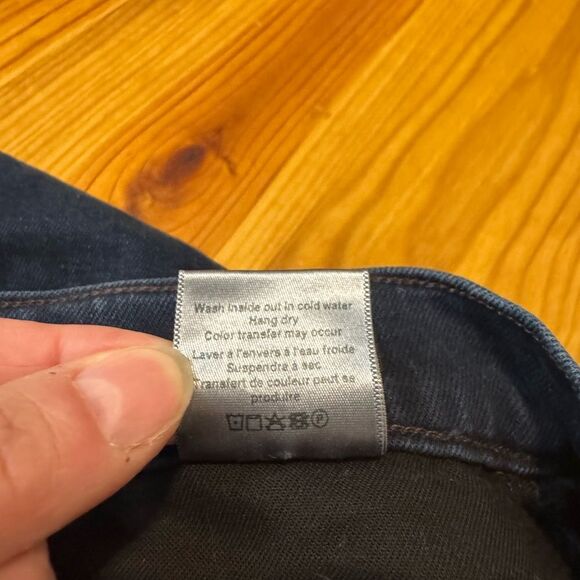 Wash inside out in cold water
Hang dry
Color transfer may occur
Laver à l'envers à l'eau froide
Suspendra à sec
Transfert de couleur peut se
produire